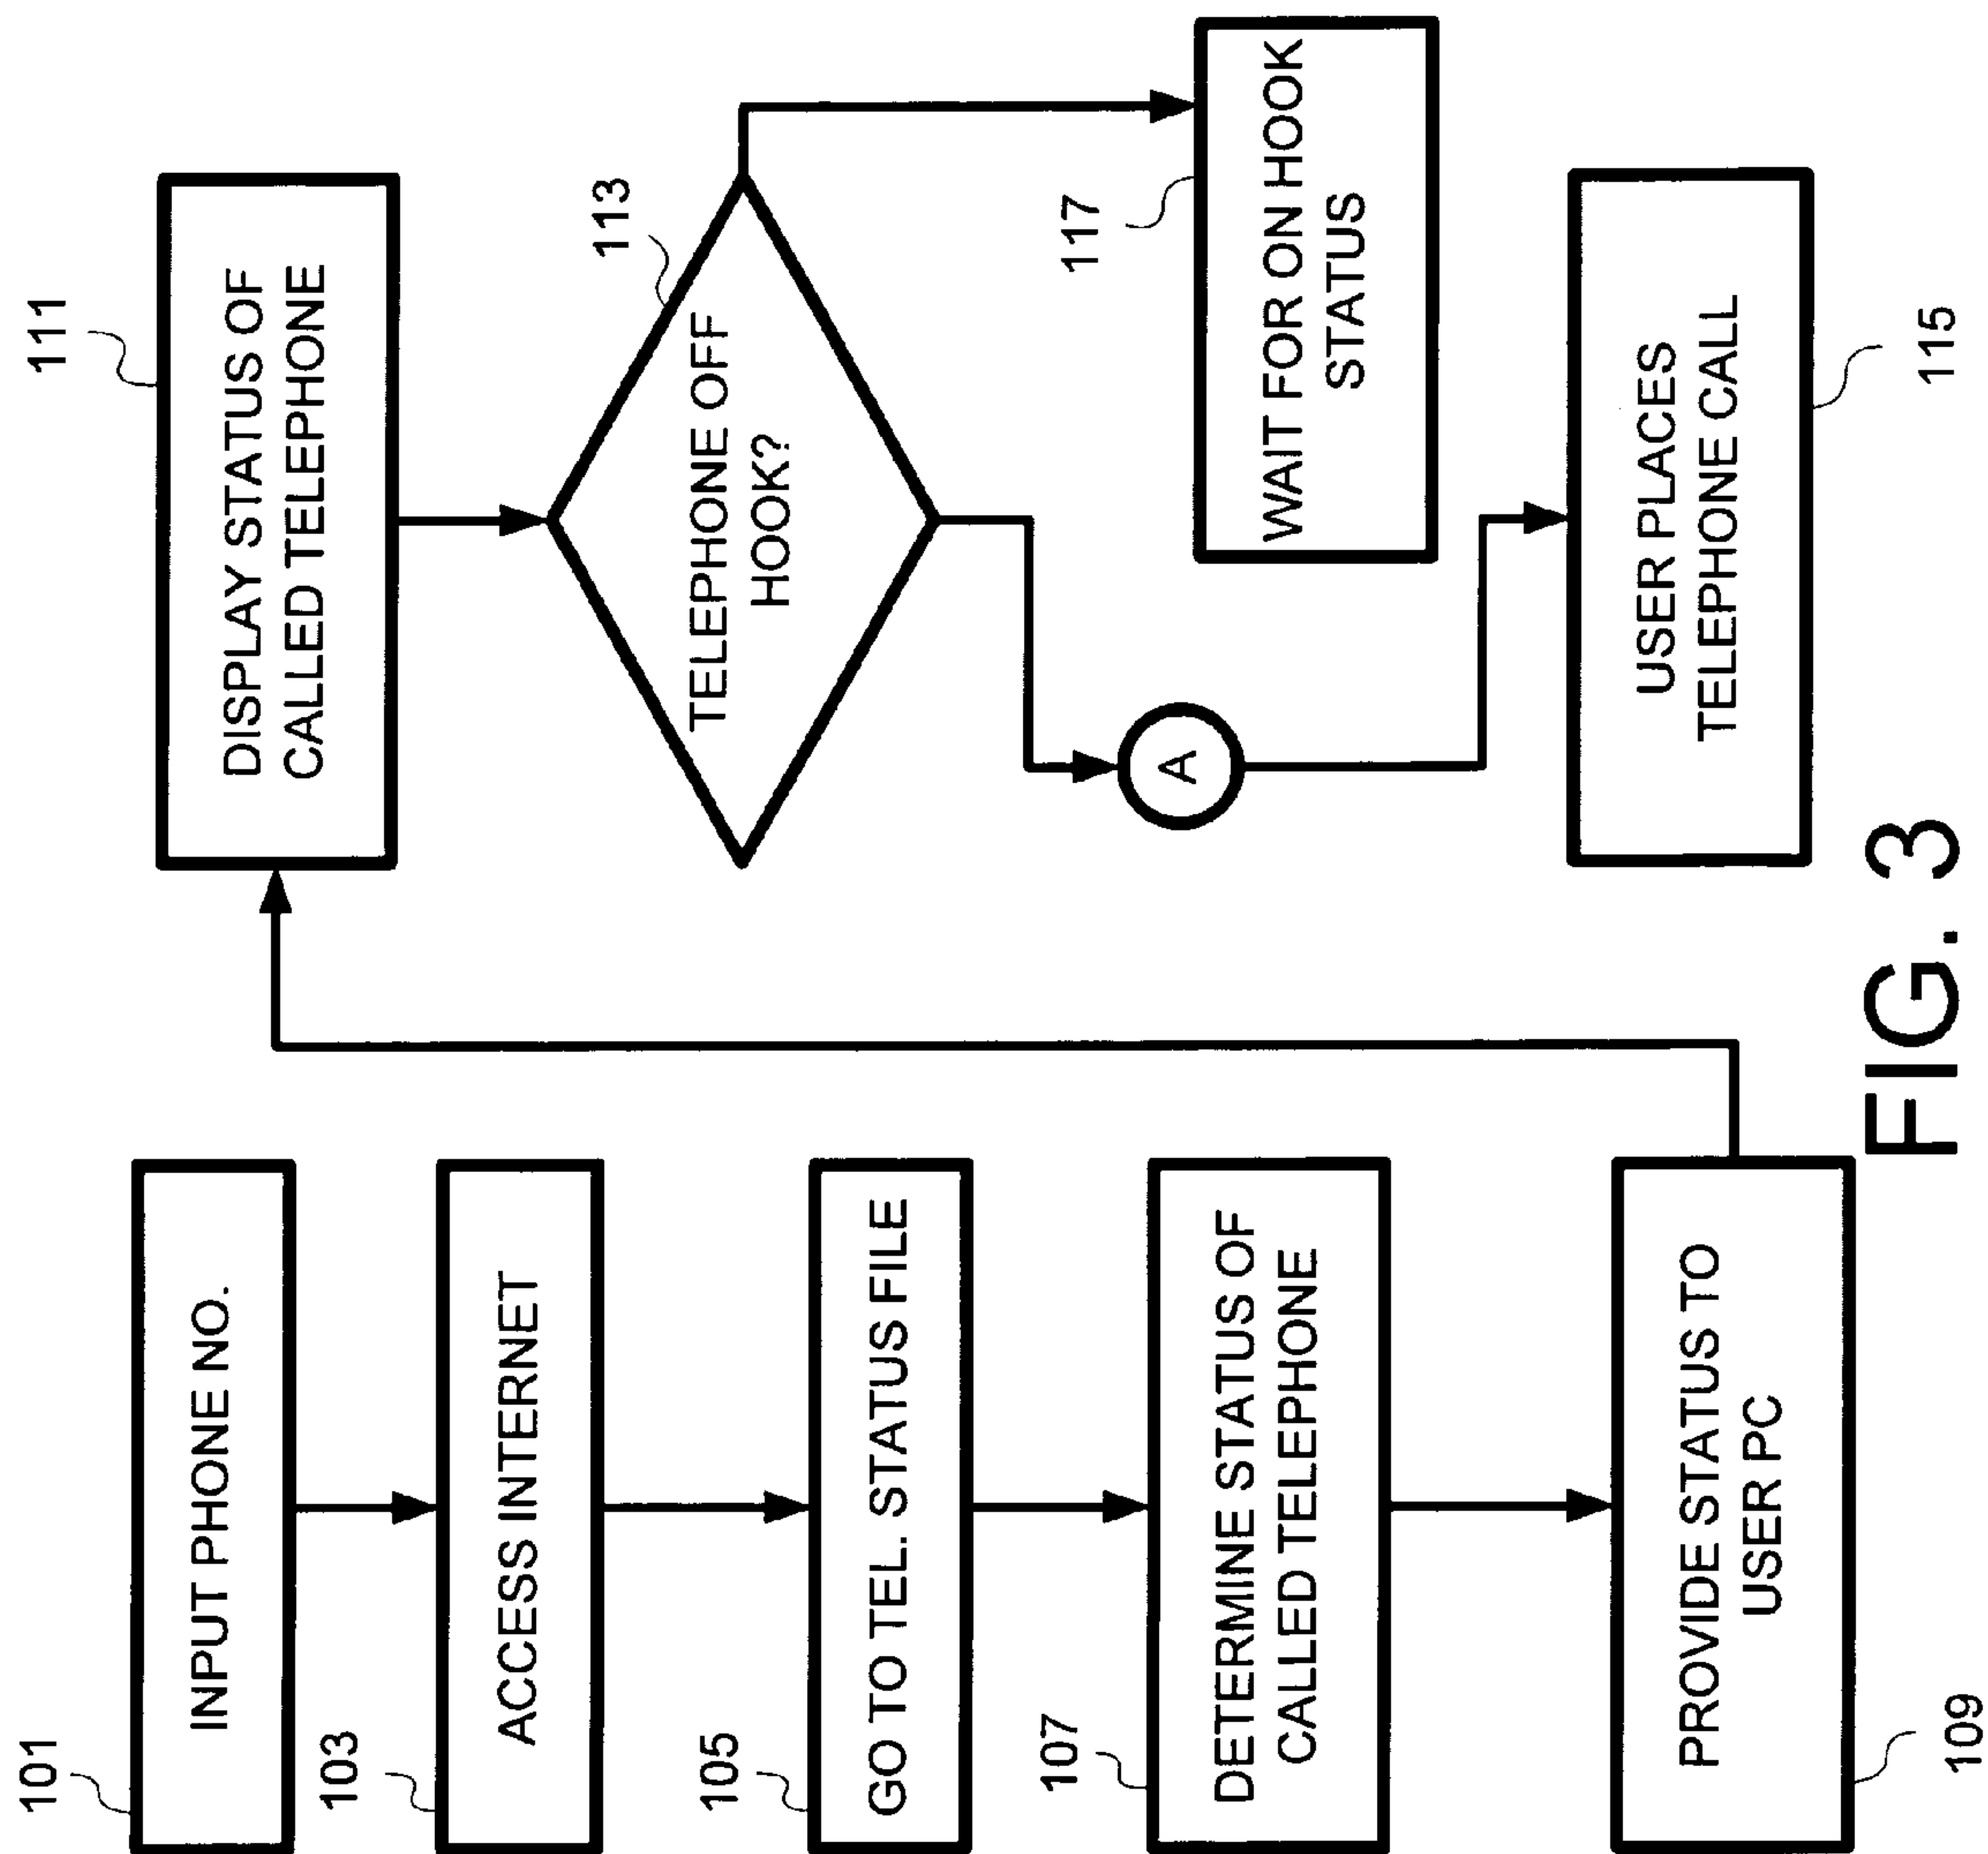 101
INPUT PHONE NO.
103
ACCESS INTERNET
105
GO TO TEL. STATUS FILE
107
DETERMINE STATUS OF
CALLED TELEPHONE
109
PROVIDE STATUS TO
USER PC
111
DISPLAY STATUS OF
CALLED TELEPHONE
113
TELEPHONE OFF
HOOK?
117
WAIT FOR ON HOOK
STATUS
A
USER PLACES
TELEPHONE CALL
115
FIG. 3